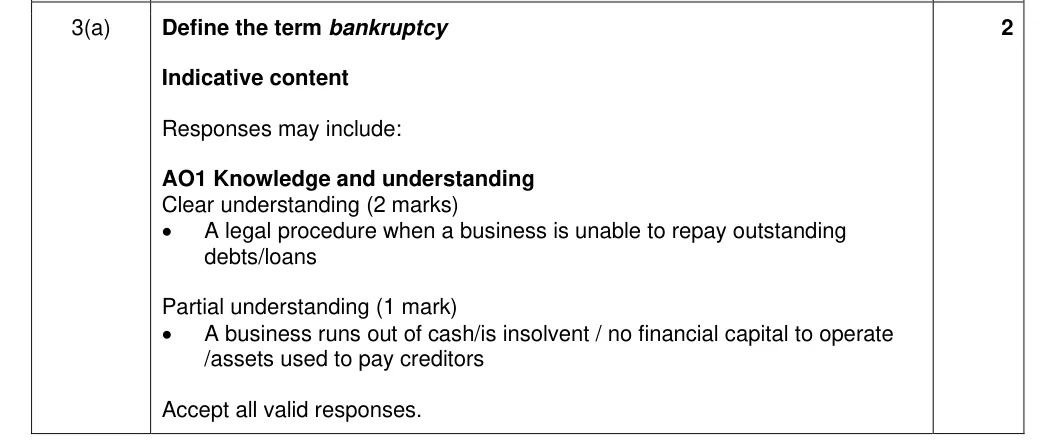 3(a) Define the term bankruptcy 2
Indicative content
Responses may include:
AO1 Knowledge and understanding
Clear understanding (2 marks)
• A legal procedure when a business is unable to repay outstanding
debts/loans
Partial understanding (1 mark)
• A business runs out of cash/is insolvent / no financial capital to operate
/assets used to pay creditors
Accept all valid responses.